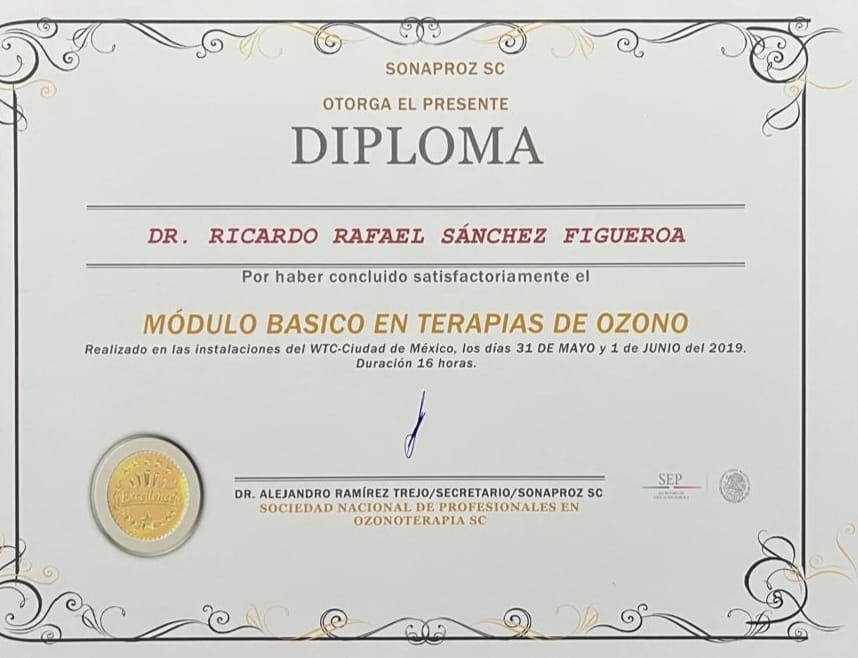 SONAPROZ SC
OTORGA EL PRESENTE
DIPLOMA
DR. RICARDO RAFAEL SÁNCHEZ FIGUEROA
Por haber concluido satisfactoriamente el
MÓDULO BASICO EN TERAPIAS DE OZONO
Realizado en las instalaciones del WTC-Ciudad de México, los días 31 DE MAYO y 1 de JUNIO del 2019.
Duración 16 horas.
Excellence
DR. ALEJANDRO RAMÍREZ TREJO/SECRETARIO/SONAPROZ SC
SOCIEDAD NACIONAL DE PROFESIONALES EN
OZONOTERAPIA SC
SEP